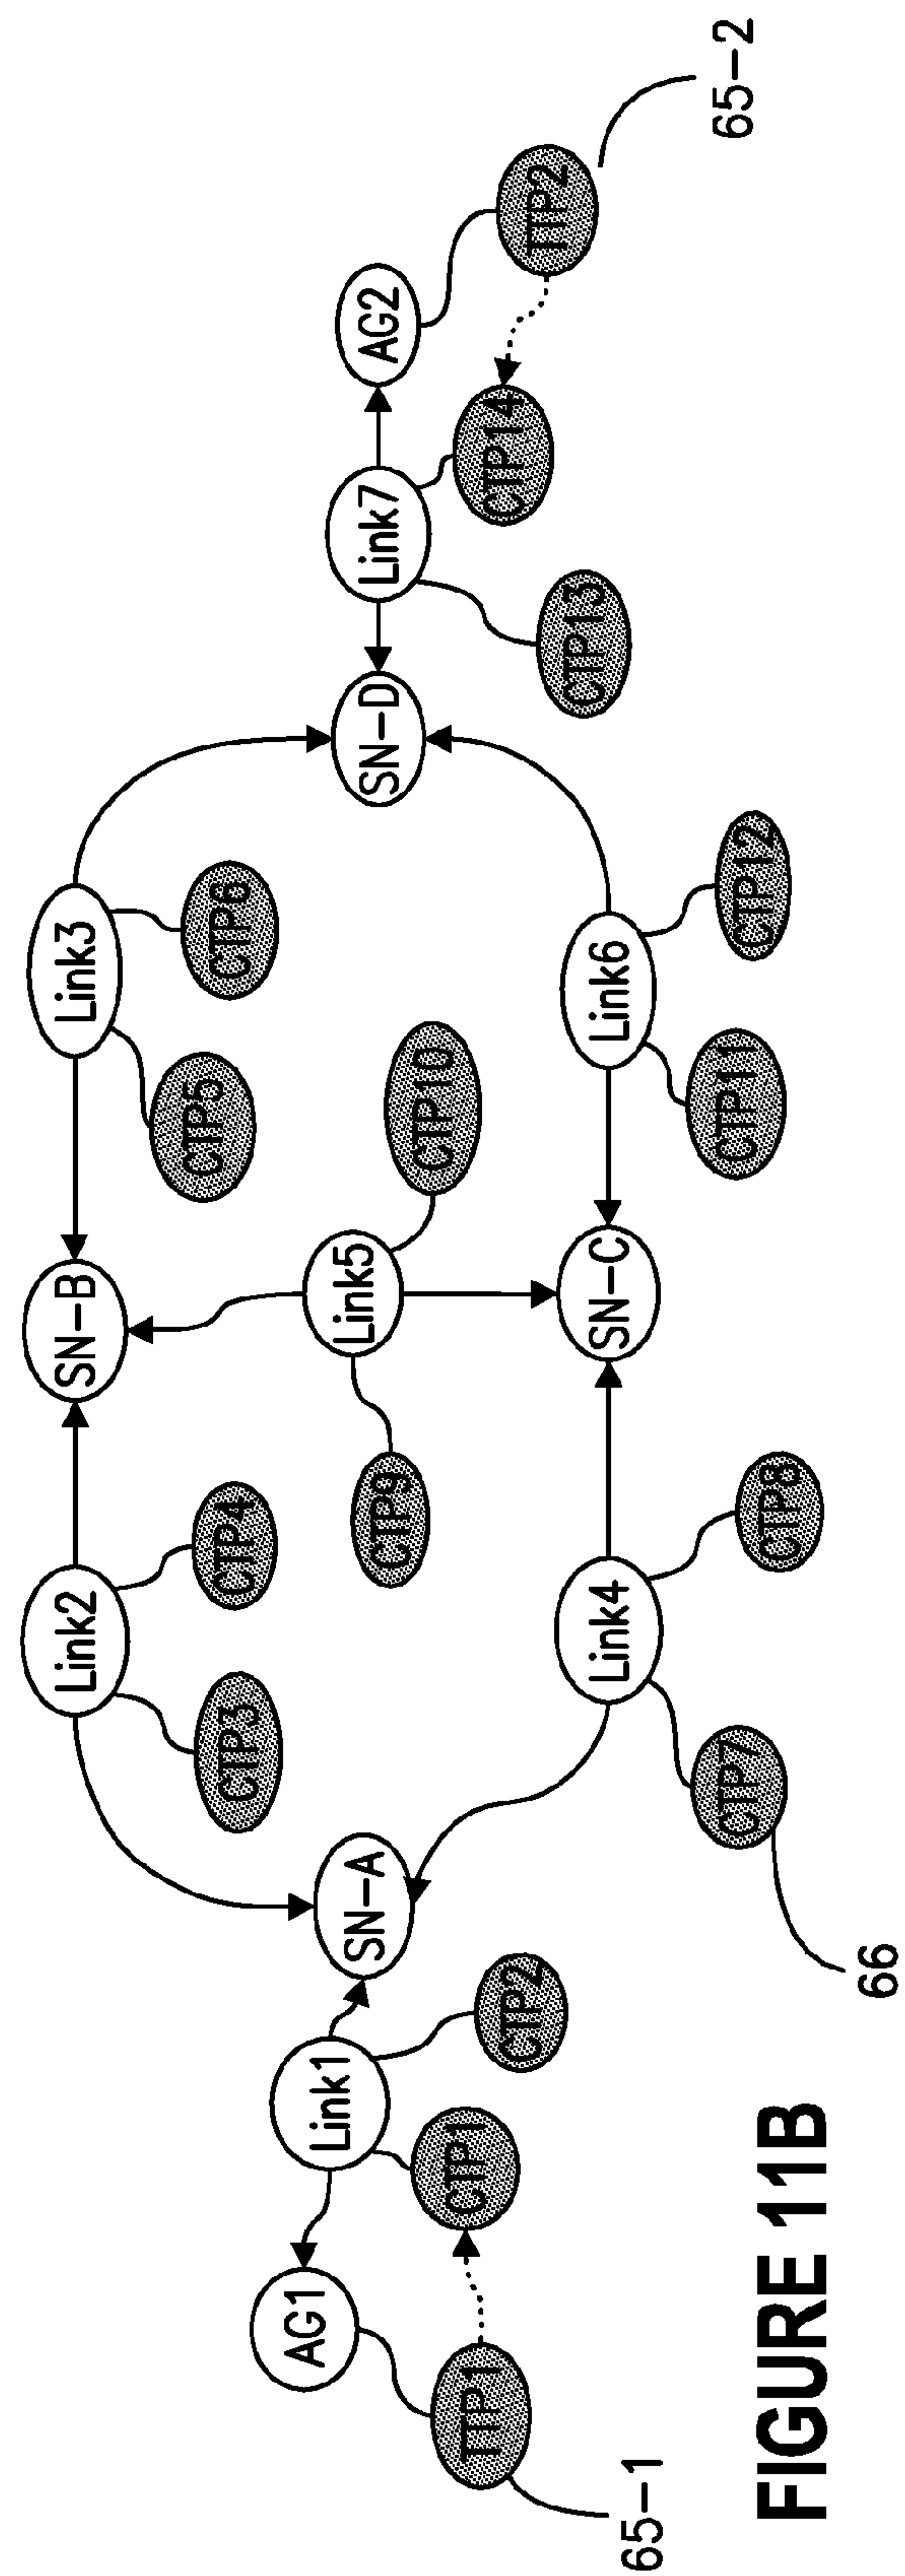 Link2
SN-B
Link3
CTP3
CTP4
CTP5
CTP6
AG1
Link1
SN-A
CTP9
Link5
CTP10
SN-D
Link7
AG2
TTP1
CTP1
CTP2
CTP13
CTP14
TTP2
Link4
SN-C
Link6
CTP7
CTP8
CTP11
CTP12
65-1
66
65-2
FIGURE 11B